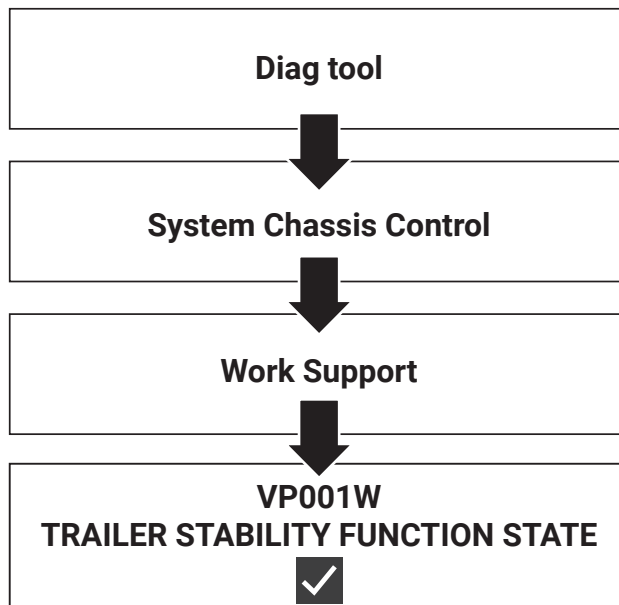 Diag tool
System Chassis Control
Work Support
VP001W
TRAILER STABILITY FUNCTION STATE